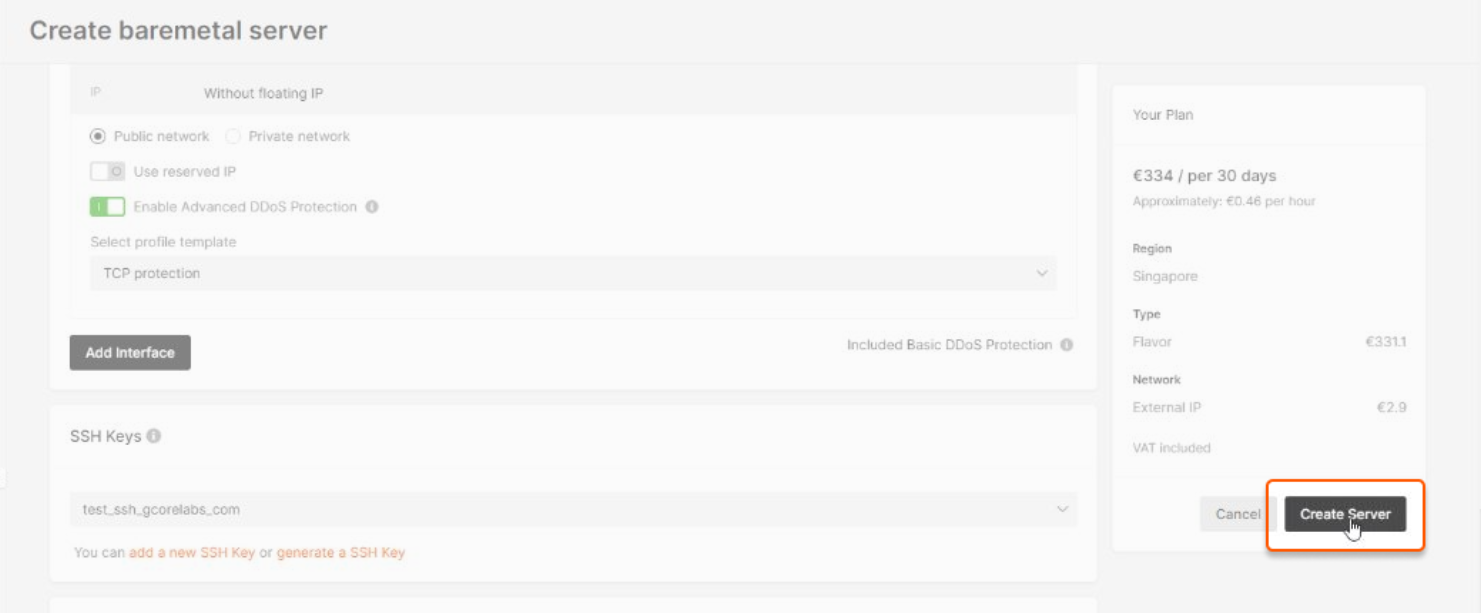 Create baremetal server
IP Without floating IP
Public network Private network
Use reserved IP
Enable Advanced DDoS Protection
Select profile template
TCP protection
Add Interface
Included Basic DDoS Protection
SSH Keys
test_ssh_gcorelabs_com
You can add a new SSH Key or generate a SSH Key
Your Plan
€334 / per 30 days
Approximately: €0.46 per hour
Region
Singapore
Type
Flavor €331.1
Network
External IP €2.9
VAT included
Cancel Create Server